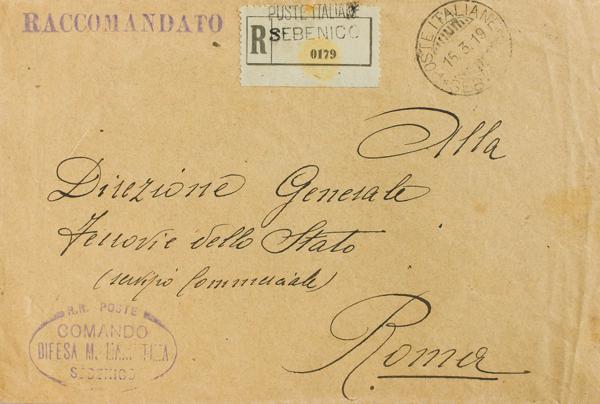 RACCOMANDATO
POSTE ITALIANE
R SEBENICO
0179
POSTE ITALIANE
15.3.19
Alla
Direzione Generale
Ferrovie dello Stato
(servizio Commerciale)
Roma
R.R. POSTE
COMANDO
DIFESA M.
SEBENICO